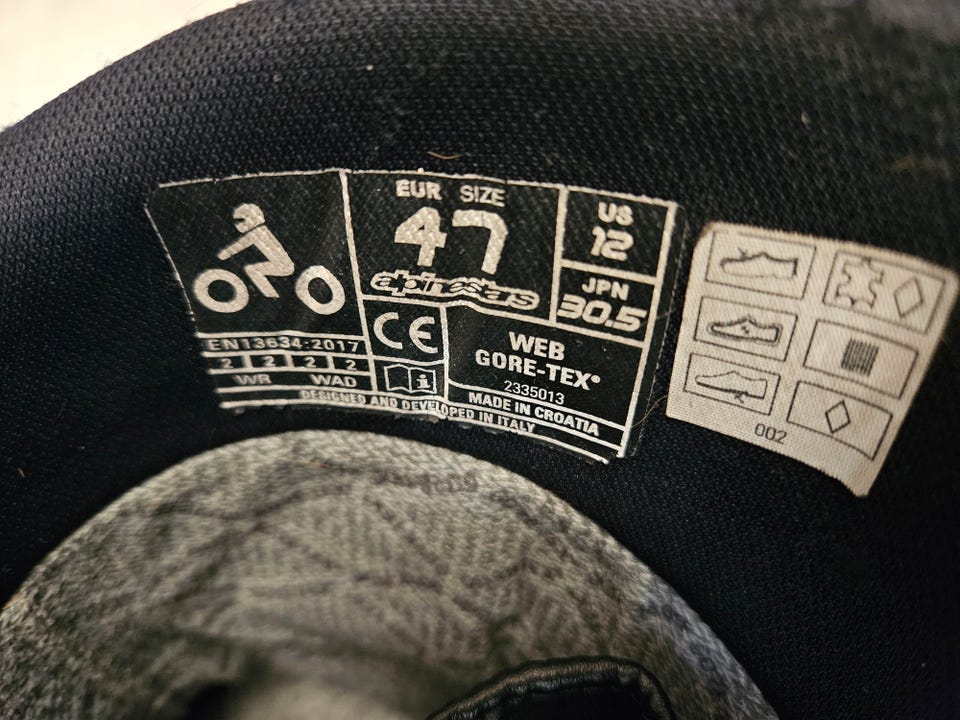 EUR SIZE
47
alpinestars
US
12
JPN
30.5
EN13634:2017
2 2 2 2
WR WAD
CE
i
WEB
GORE-TEX®
2335013
MADE IN CROATIA
DESIGNED AND DEVELOPED IN ITALY
002